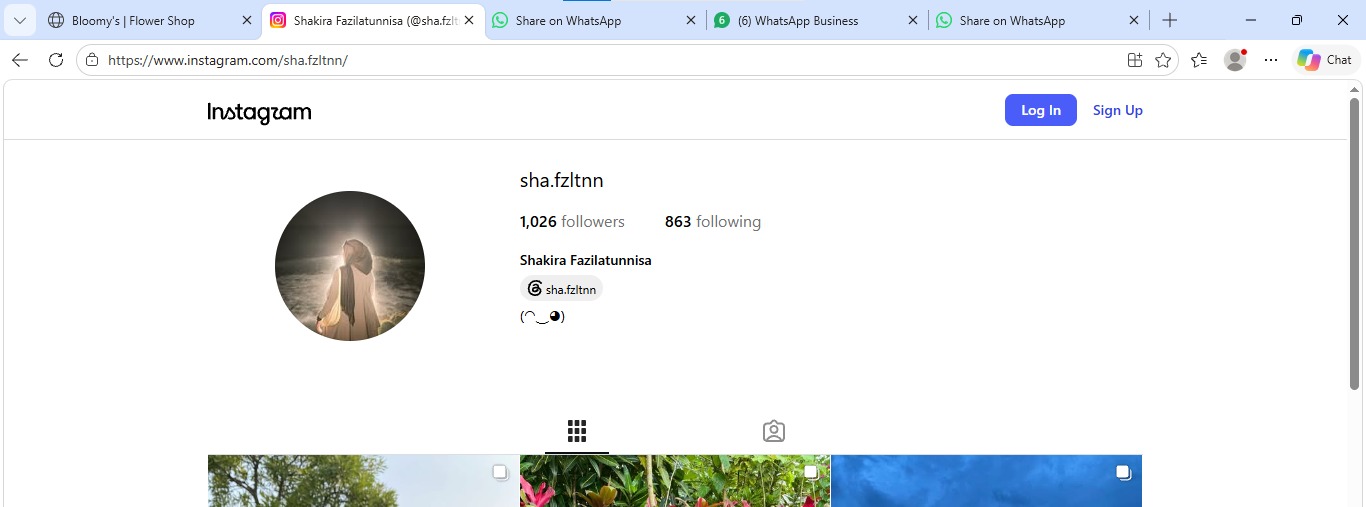 Bloomy's | Flower Shop
Shakira Fazilatunnisa (@sha.fzlt
Share on WhatsApp
6
(6) WhatsApp Business
Share on WhatsApp
https://www.instagram.com/sha.fzltnn/
Chat
Instagram
Log In
Sign Up
sha.fzltnn
1,026 followers
863 following
Shakira Fazilatunnisa
sha.fzltnn
(◠‿◕)